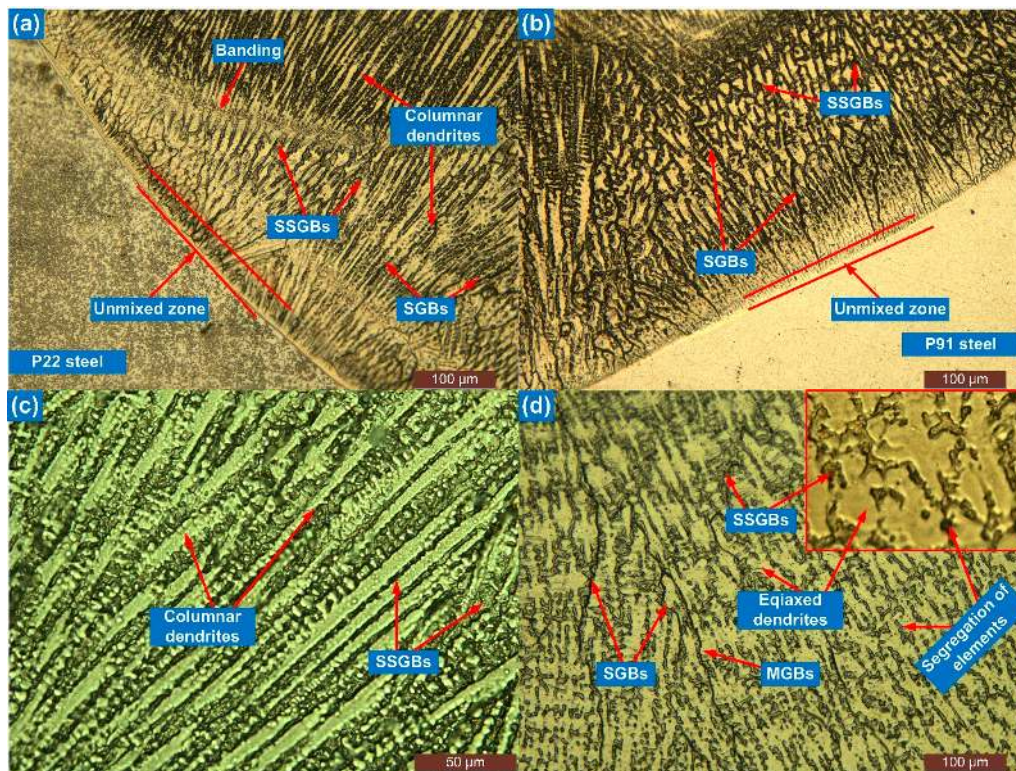 (a)
Banding
Columnar
dendrites
SSGBs
SGBs
Unmixed zone
P22 steel
100 µm
(b)
SSGBs
SGBs
Unmixed zone
P91 steel
100 µm
(c)
Columnar
dendrites
SSGBs
50 µm
(d)
SSGBs
Eqiaxed
dendrites
SGBs
MGBs
Segregation of
elements
100 µm